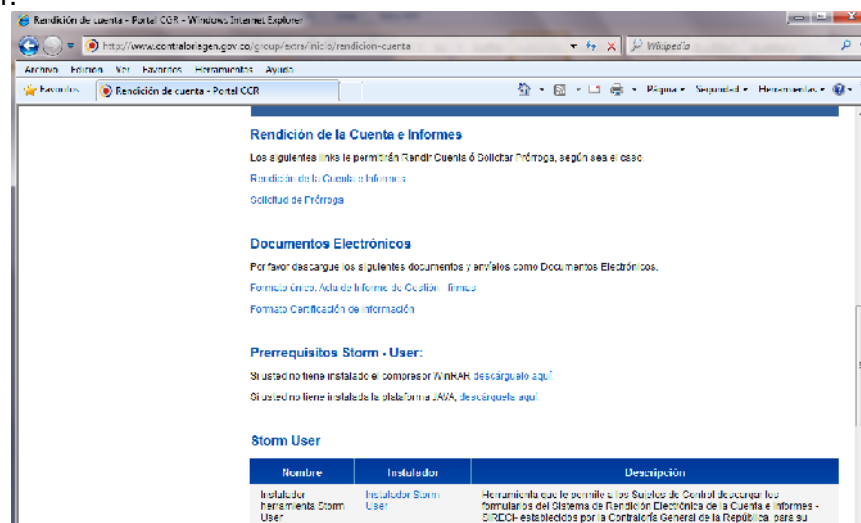 r.
Rendición de cuenta - Portal CGR - Windows Internet Explorer
http://www.contraloriagen.gov.co/group/extra/inicio/rendicion-cuenta
Wikipedia
Archivo Edición Ver Favoritos Herramientas Ayuda
Favoritos Rendición de cuenta - Portal CGR Página Seguridad Herramientas
Rendición de la Cuenta e Informes
Los siguientes links le permitirán Rendir Cuenta ó Solicitar Prórroga, según sea el caso.
Rendición de la Cuenta e Informes
Solicitud de Prórroga
Documentos Electrónicos
Por favor descargue los siguientes documentos y envíelos como Documentos Electrónicos.
Formato único. Acta de Informe de Gestión - firmas
Formato Certificación de Información
Prerrequisitos Storm - User:
Si usted no tiene instalado el compresor WinRAR descárguelo aquí.
Si usted no tiene instalada la plataforma JAVA, descárguela aquí.
Storm User
Nombre Instalador Descripción
Instalador herramienta Storm User
Instalador Storm User
Herramienta que le permite a los Sujetos de Control descargar los
formularios del Sistema de Rendición Electrónica de la Cuenta e Informes -
SIRECI- establecidos por la Contraloría General de la República, para su